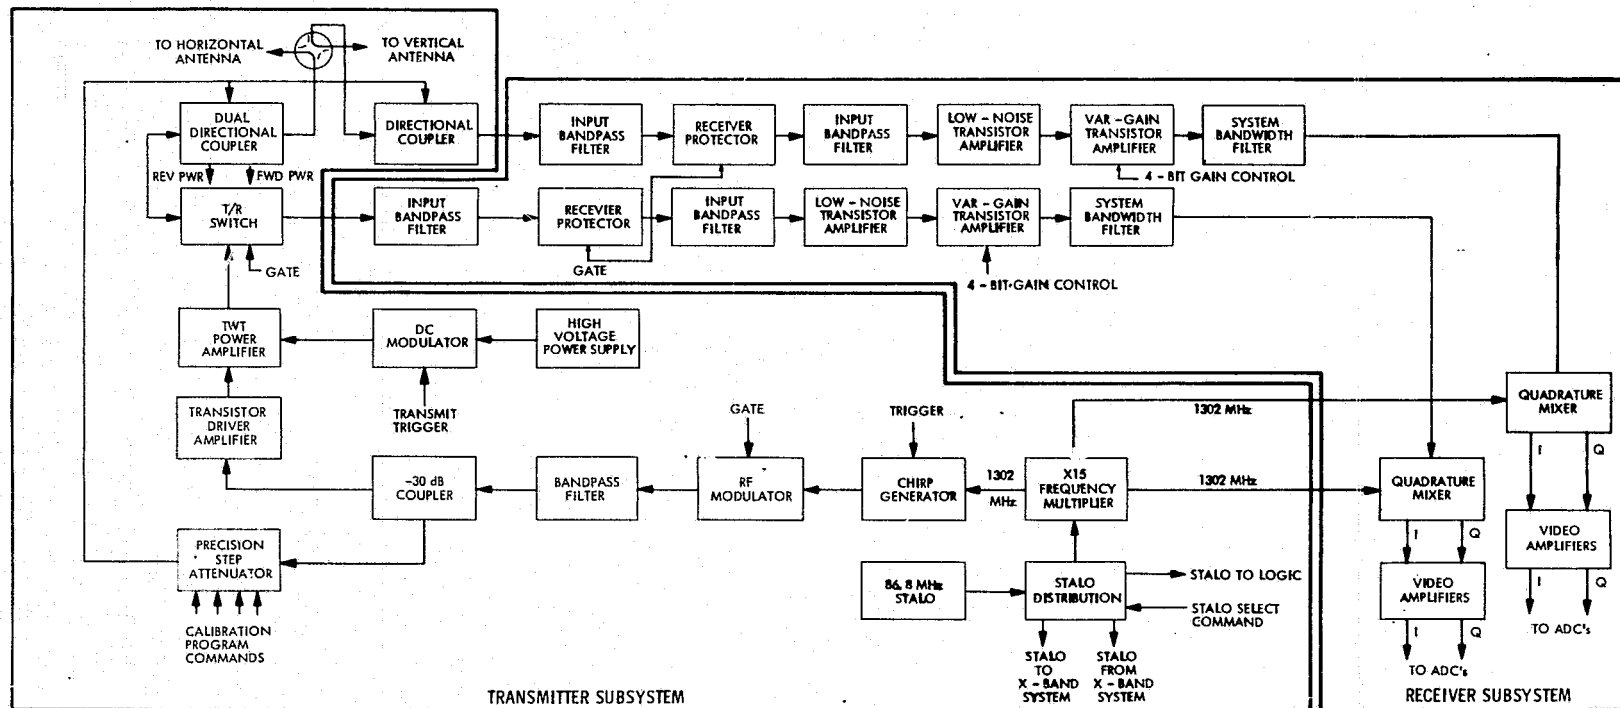 TO HORIZONTAL
ANTENNA
TO VERTICAL
ANTENNA
DUAL
DIRECTIONAL
COUPLER
DIRECTIONAL
COUPLER
INPUT
BANDPASS
FILTER
RECEIVER
PROTECTOR
INPUT
BANDPASS
FILTER
LOW - NOISE
TRANSISTOR
AMPLIFIER
VAR - GAIN
TRANSISTOR
AMPLIFIER
SYSTEM
BANDWIDTH
FILTER
REV PWR
FWD PWR
4 - BIT GAIN CONTROL
T/R
SWITCH
INPUT
BANDPASS
FILTER
RECEVIER
PROTECTOR
INPUT
BANDPASS
FILTER
LOW - NOISE
TRANSISTOR
AMPLIFIER
VAR - GAIN
TRANSISTOR
AMPLIFIER
SYSTEM
BANDWIDTH
FILTER
GATE
GATE
4 - BIT-GAIN CONTROL
TWT
POWER
AMPLIFIER
DC
MODULATOR
HIGH
VOLTAGE
POWER SUPPLY
TRANSISTOR
DRIVER
AMPLIFIER
TRANSMIT
TRIGGER
GATE
TRIGGER
1302 MHz
QUADRATURE
MIXER
I
Q
-30 dB
COUPLER
BANDPASS
FILTER
RF
MODULATOR
CHIRP
GENERATOR
1302
MHz
X15
FREQUENCY
MULTIPLIER
1302 MHz
QUADRATURE
MIXER
I
Q
VIDEO
AMPLIFIERS
I
Q
TO ADC's
PRECISION
STEP
ATTENUATOR
86.8 MHz
STALO
STALO
DISTRIBUTION
STALO TO LOGIC
STALO SELECT
COMMAND
VIDEO
AMPLIFIERS
I
Q
TO ADC's
CALIBRATION
PROGRAM
COMMANDS
STALO
TO
X - BAND
SYSTEM
STALO
FROM
X - BAND
SYSTEM
TRANSMITTER SUBSYSTEM
RECEIVER SUBSYSTEM